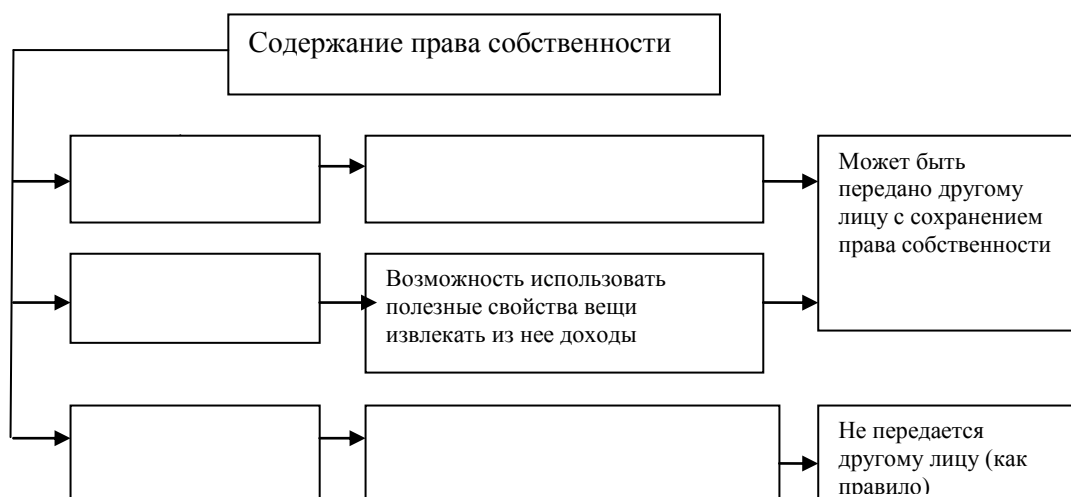 Содержание права собственности
Может быть
передано другому
лицу с сохранением
права собственности
Возможность использовать
полезные свойства вещи
извлекать из нее доходы
Не передается
другому лицу (как
правило)